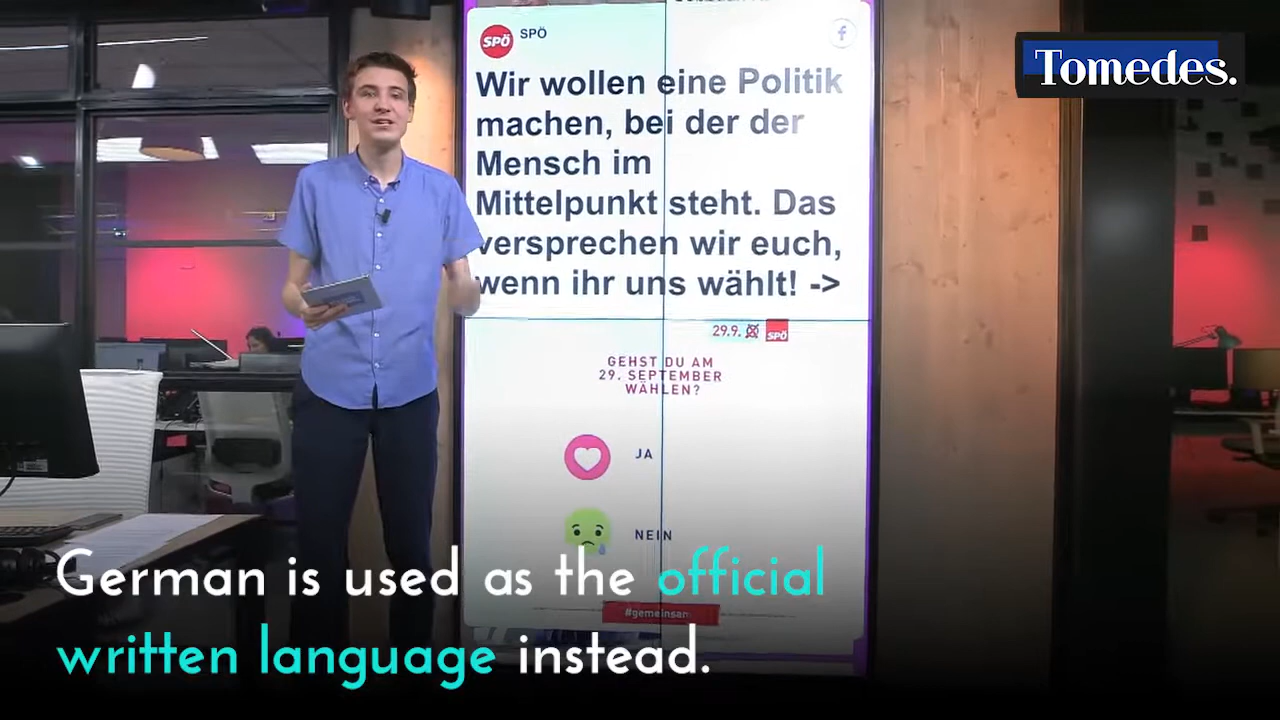 Tomedes.
SPÖ
SPÖ
Wir wollen eine Politik
machen, bei der der
Mensch im
Mittelpunkt steht. Das
versprechen wir euch,
wenn ihr uns wählt! ->
29.9.
SPÖ
GEHST DU AM
29. SEPTEMBER
WÄHLEN?
JA
NEIN
#gemeinsam
German is used as the official
written language instead.